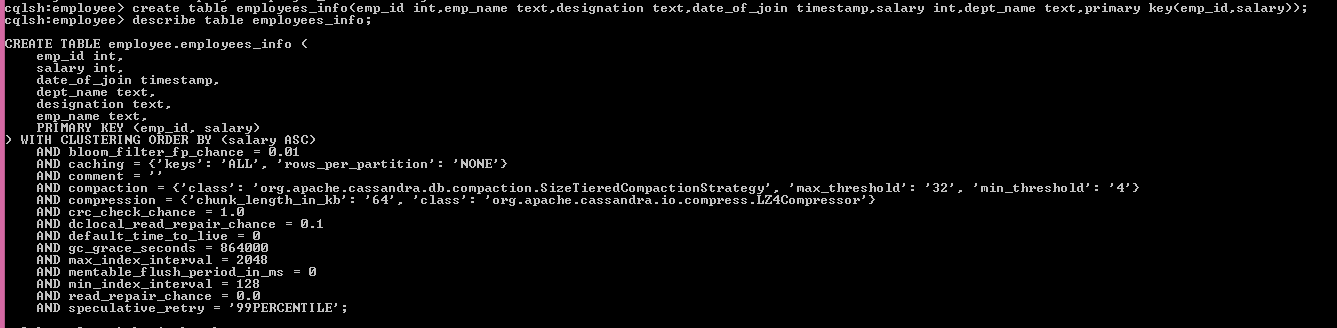 cqlsh:employee> create table employees_info(emp_id int,emp_name text,designation text,date_of_join timestamp,salary int,dept_name text,primary key(emp_id,salary));
cqlsh:employee> describe table employees_info;
CREATE TABLE employee.employees_info (
    emp_id int,
    salary int,
    date_of_join timestamp,
    dept_name text,
    designation text,
    emp_name text,
    PRIMARY KEY (emp_id, salary)
) WITH CLUSTERING ORDER BY (salary ASC)
    AND bloom_filter_fp_chance = 0.01
    AND caching = {'keys': 'ALL', 'rows_per_partition': 'NONE'}
    AND comment = ''
    AND compaction = {'class': 'org.apache.cassandra.db.compaction.SizeTieredCompactionStrategy', 'max_threshold': '32', 'min_threshold': '4'}
    AND compression = {'chunk_length_in_kb': '64', 'class': 'org.apache.cassandra.io.compress.LZ4Compressor'}
    AND crc_check_chance = 1.0
    AND dclocal_read_repair_chance = 0.1
    AND default_time_to_live = 0
    AND gc_grace_seconds = 864000
    AND max_index_interval = 2048
    AND memtable_flush_period_in_ms = 0
    AND min_index_interval = 128
    AND read_repair_chance = 0.0
    AND speculative_retry = '99PERCENTILE';